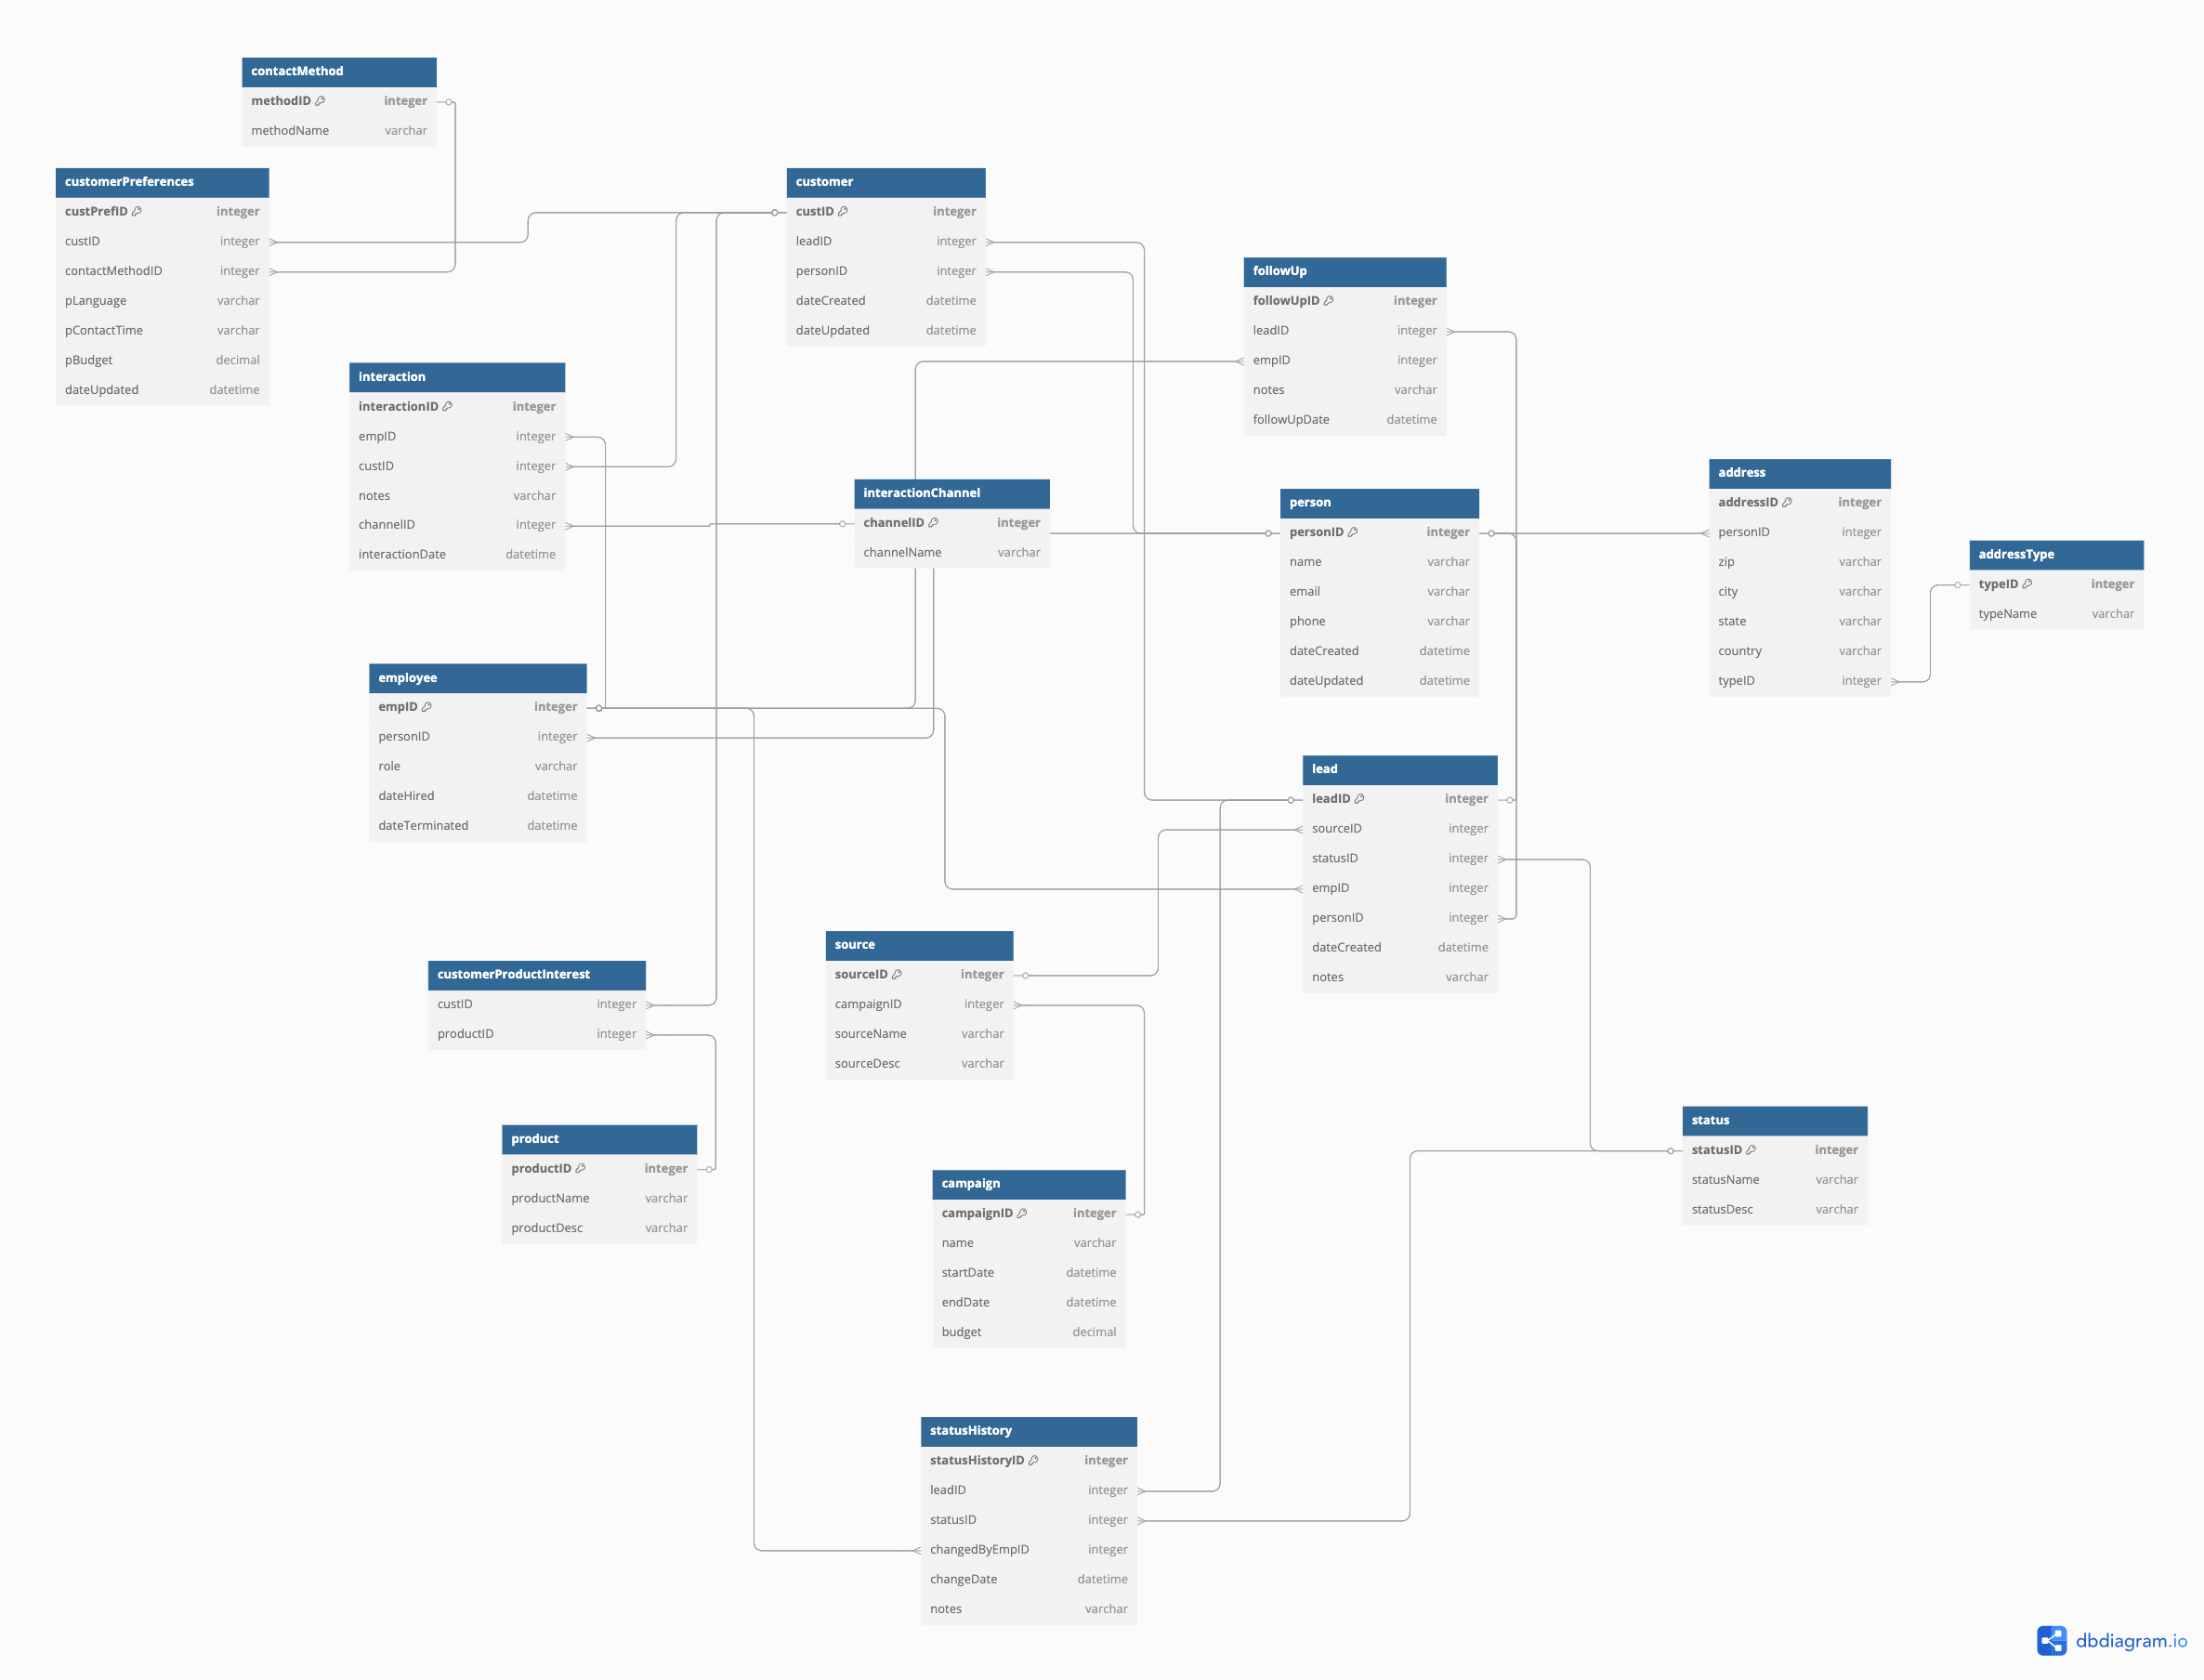 contactMethod
methodID integer
methodName varchar
customerPreferences
custPrefID integer
custID integer
contactMethodID integer
pLanguage varchar
pContactTime varchar
pBudget decimal
dateUpdated datetime
customer
custID integer
leadID integer
personID integer
dateCreated datetime
dateUpdated datetime
followUp
followUpID integer
leadID integer
empID integer
notes varchar
followUpDate datetime
interaction
interactionID integer
empID integer
custID integer
notes varchar
channelID integer
interactionDate datetime
interactionChannel
channelID integer
channelName varchar
person
personID integer
name varchar
email varchar
phone varchar
dateCreated datetime
dateUpdated datetime
address
addressID integer
personID integer
zip varchar
city varchar
state varchar
country varchar
typeID integer
addressType
typeID integer
typeName varchar
employee
empID integer
personID integer
role varchar
dateHired datetime
dateTerminated datetime
lead
leadID integer
sourceID integer
statusID integer
empID integer
personID integer
dateCreated datetime
notes varchar
source
sourceID integer
campaignID integer
sourceName varchar
sourceDesc varchar
customerProductInterest
custID integer
productID integer
product
productID integer
productName varchar
productDesc varchar
status
statusID integer
statusName varchar
statusDesc varchar
campaign
campaignID integer
name varchar
startDate datetime
endDate datetime
budget decimal
statusHistory
statusHistoryID integer
leadID integer
statusID integer
changedByEmpID integer
changeDate datetime
notes varchar
dbdiagram.io